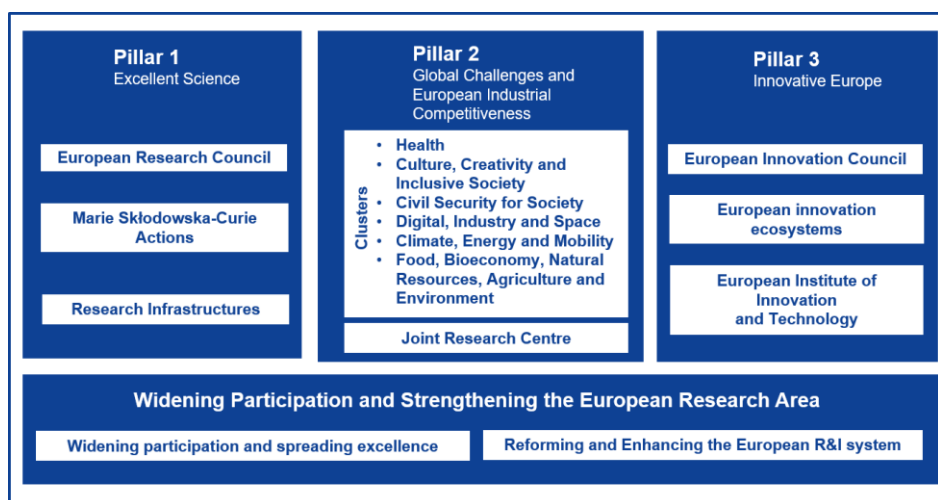 Pillar 1
Excellent Science
European Research Council
Marie Skłodowska-Curie
Actions
Research Infrastructures
Pillar 2
Global Challenges and
European Industrial
Competitiveness
Clusters
• Health
• Culture, Creativity and
Inclusive Society
• Civil Security for Society
• Digital, Industry and Space
• Climate, Energy and Mobility
• Food, Bioeconomy, Natural
Resources, Agriculture and
Environment
Joint Research Centre
Pillar 3
Innovative Europe
European Innovation Council
European innovation
ecosystems
European Institute of
Innovation
and Technology
Widening Participation and Strengthening the European Research Area
Widening participation and spreading excellence
Reforming and Enhancing the European R&I system